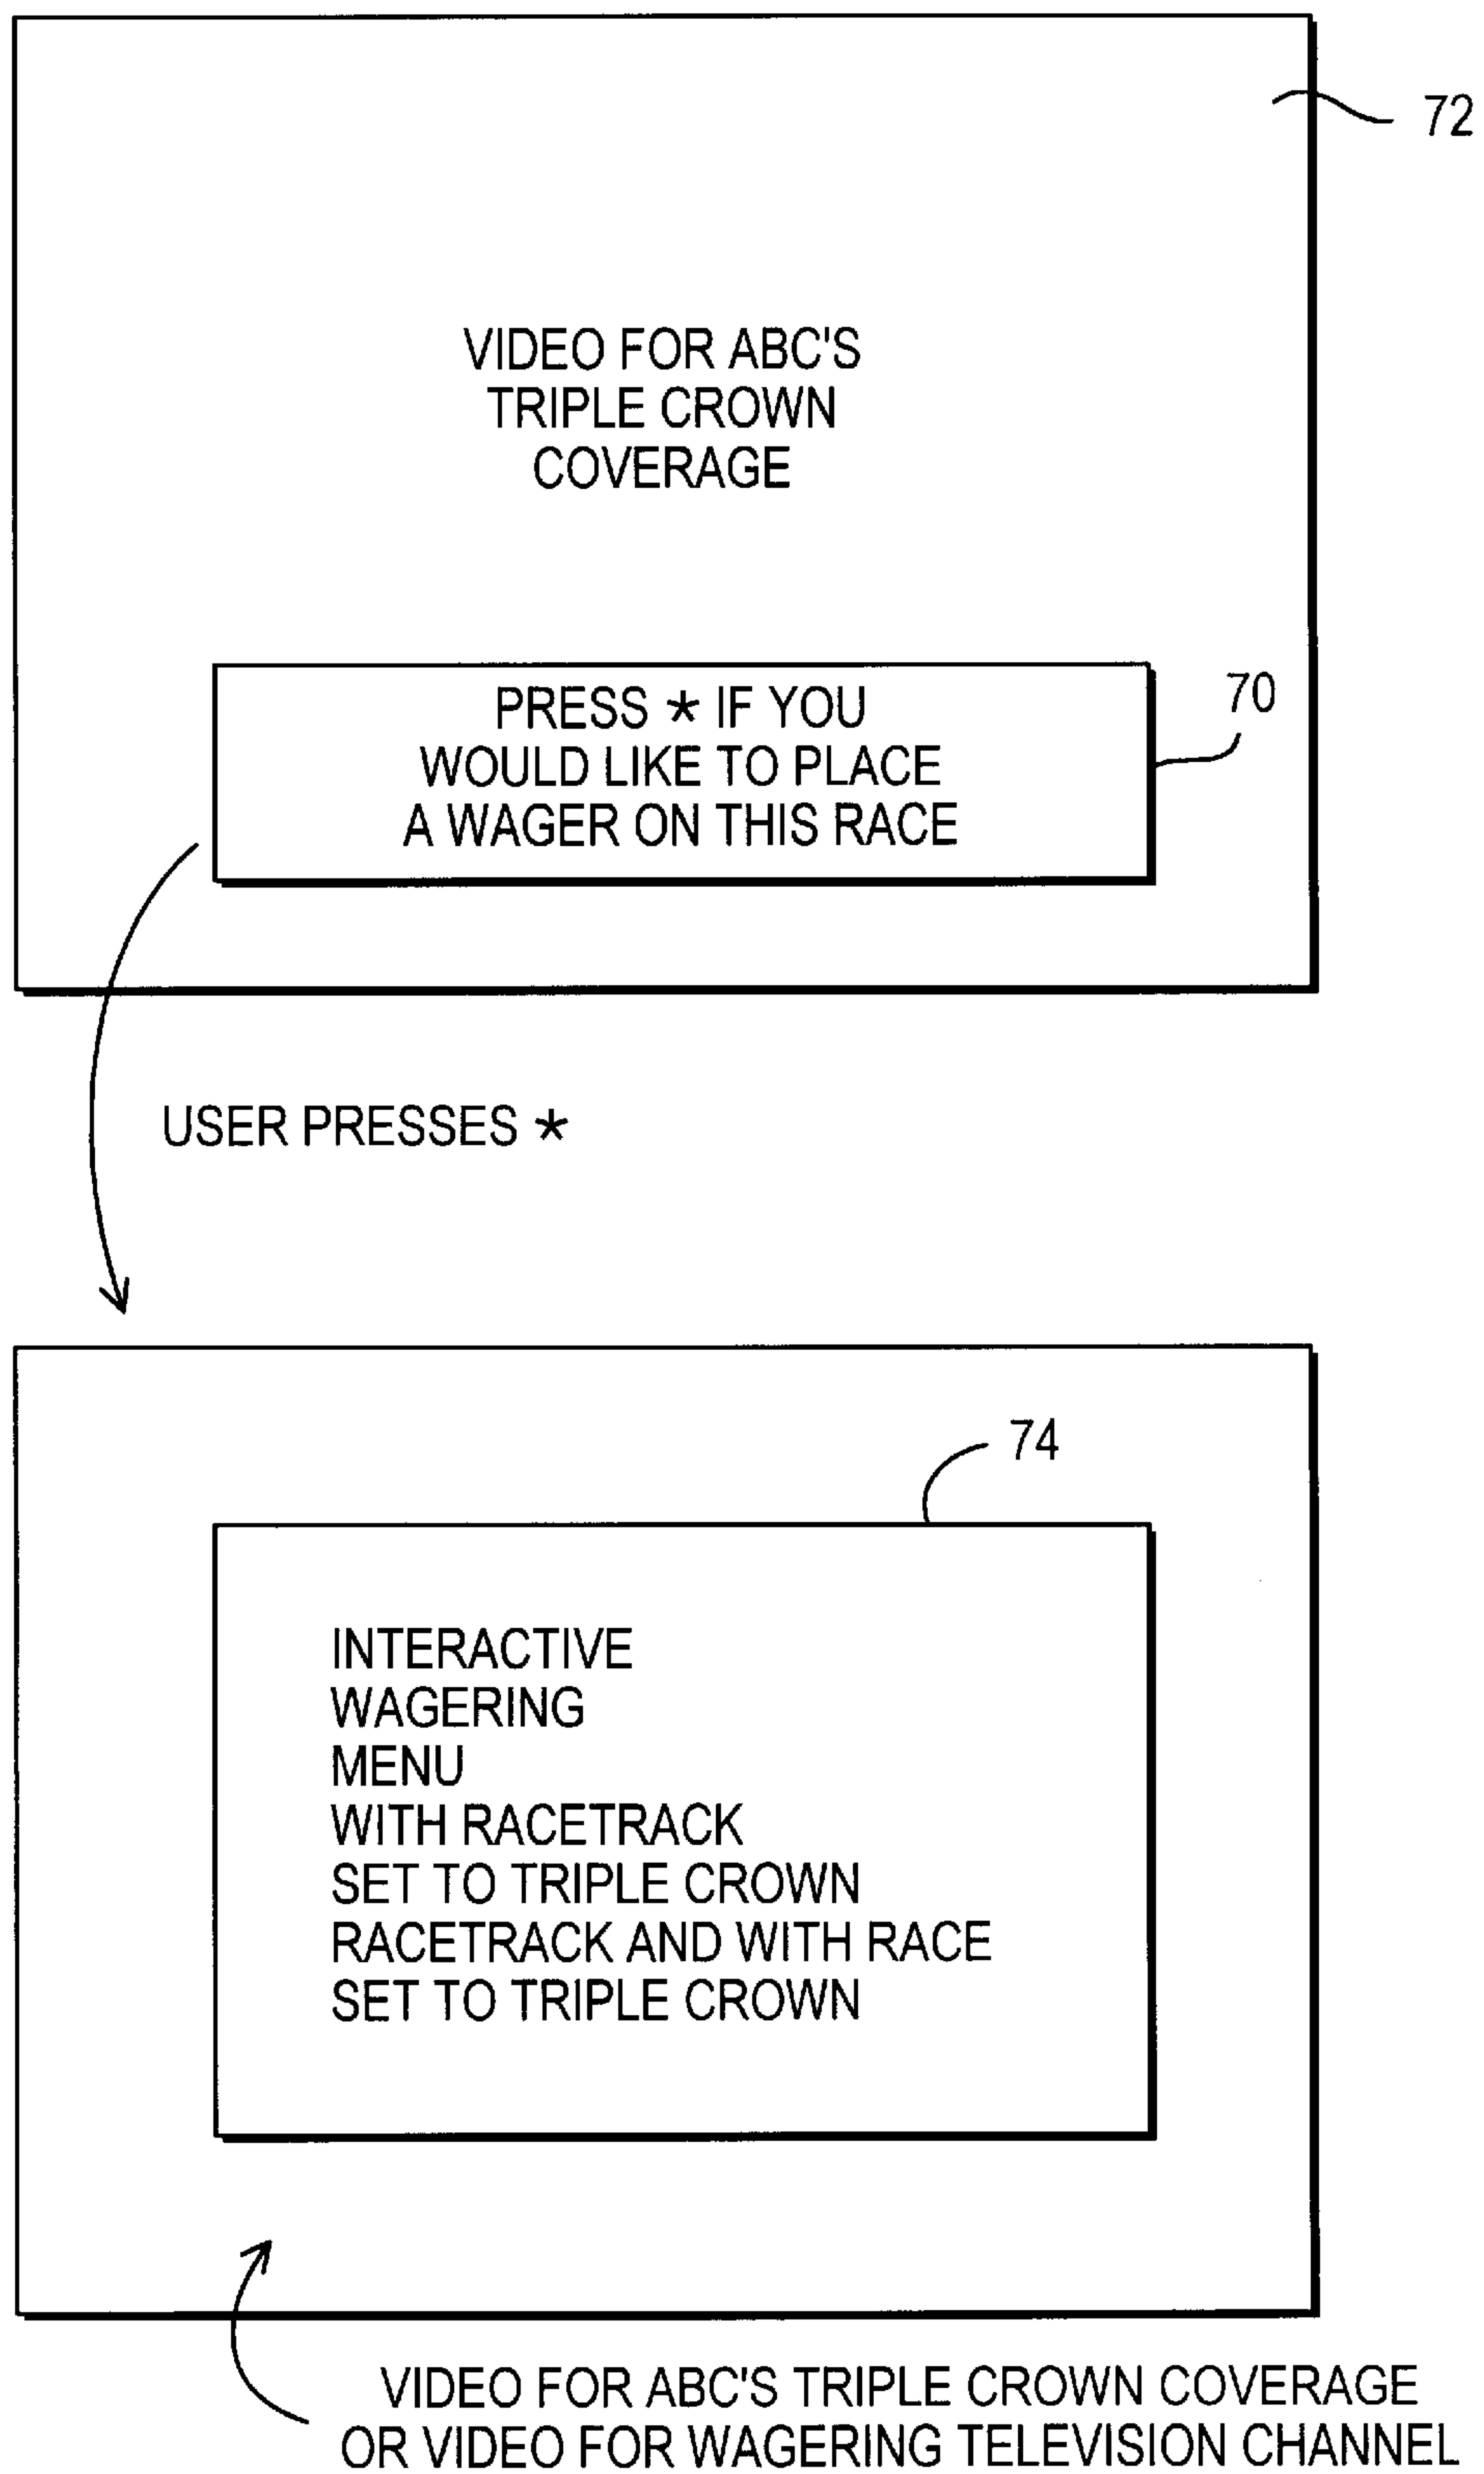 72
VIDEO FOR ABC'S
TRIPLE CROWN
COVERAGE
70
PRESS * IF YOU
WOULD LIKE TO PLACE
A WAGER ON THIS RACE
USER PRESSES *
74
INTERACTIVE
WAGERING
MENU
WITH RACETRACK
SET TO TRIPLE CROWN
RACETRACK AND WITH RACE
SET TO TRIPLE CROWN
VIDEO FOR ABC'S TRIPLE CROWN COVERAGE
OR VIDEO FOR WAGERING TELEVISION CHANNEL